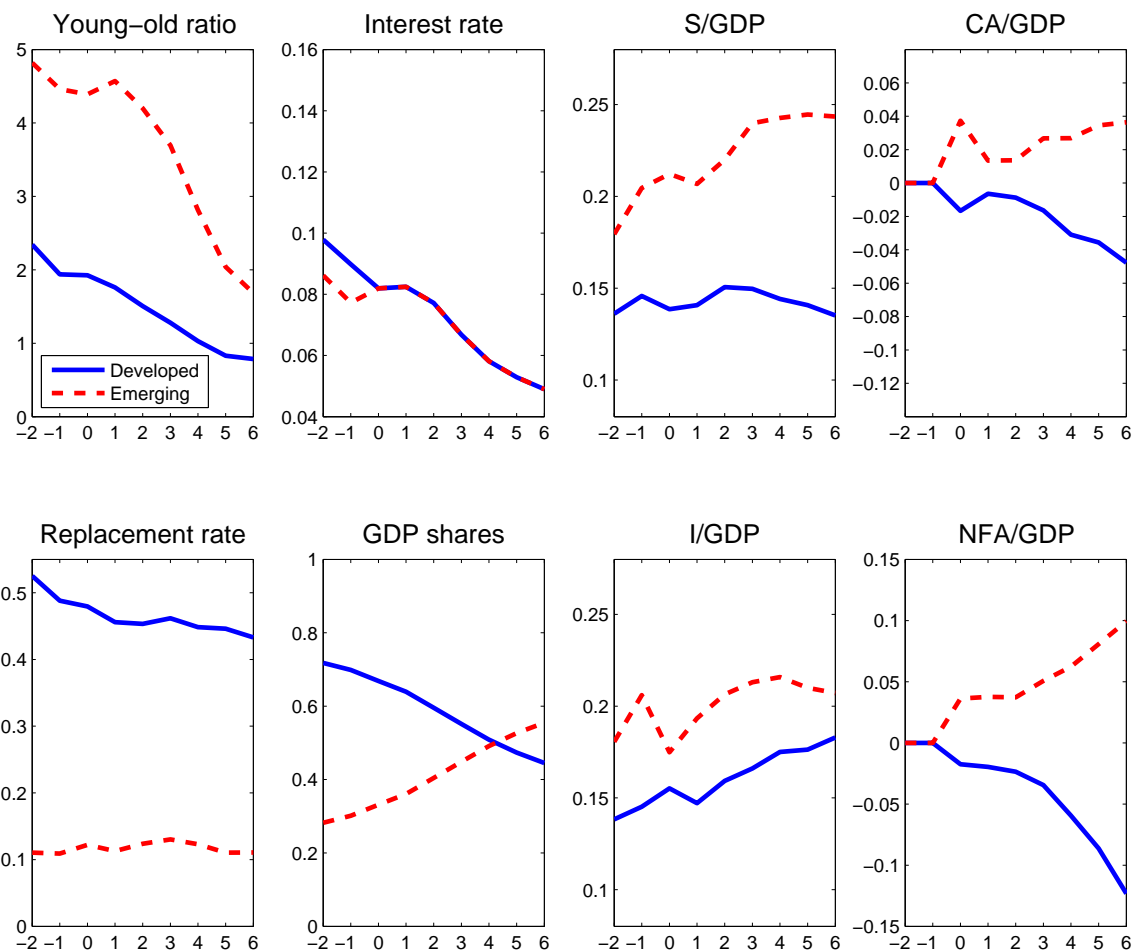 Young−old ratio
5
4
3
2
1
0
Developed
Emerging
−2 −1 0 1 2 3 4 5 6
Interest rate
0.16
0.14
0.12
0.1
0.08
0.06
0.04
−2 −1 0 1 2 3 4 5 6
S/GDP
0.25
0.2
0.15
0.1
−2 −1 0 1 2 3 4 5 6
CA/GDP
0.06
0.04
0.02
0
−0.02
−0.04
−0.06
−0.08
−0.1
−0.12
−2 −1 0 1 2 3 4 5 6
Replacement rate
0.5
0.4
0.3
0.2
0.1
0
−2 −1 0 1 2 3 4 5 6
GDP shares
1
0.8
0.6
0.4
0.2
0
−2 −1 0 1 2 3 4 5 6
I/GDP
0.25
0.2
0.15
0.1
−2 −1 0 1 2 3 4 5 6
NFA/GDP
0.15
0.1
0.05
0
−0.05
−0.1
−0.15
−2 −1 0 1 2 3 4 5 6